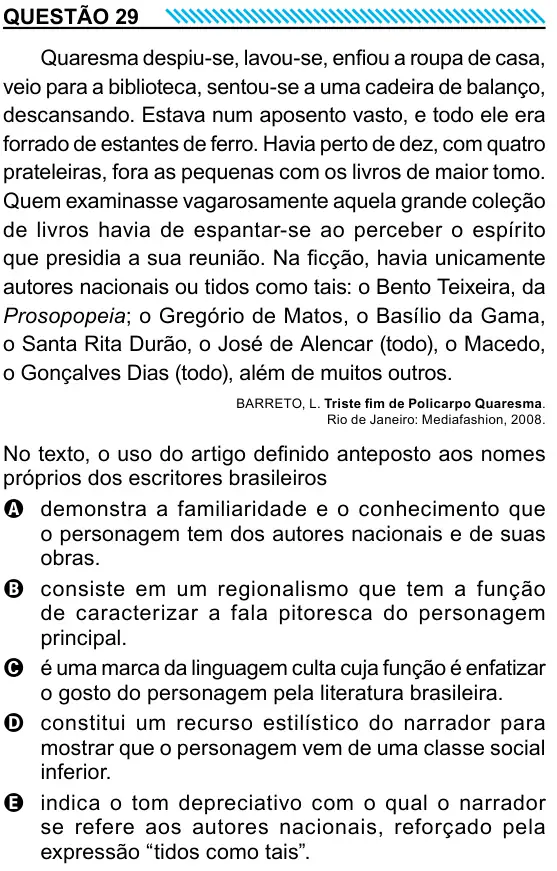 QUESTÃO 29
Quaresma despiu-se, lavou-se, enfiou a roupa de casa,
veio para a biblioteca, sentou-se a uma cadeira de balanço,
descansando. Estava num aposento vasto, e todo ele era
forrado de estantes de ferro. Havia perto de dez, com quatro
prateleiras, fora as pequenas com os livros de maior tomo.
Quem examinasse vagarosamente aquela grande coleção
de livros havia de espantar-se ao perceber o espírito
que presidia a sua reunião. Na ficção, havia unicamente
autores nacionais ou tidos como tais: o Bento Teixeira, da
Prosopopeia; o Gregório de Matos, o Basílio da Gama,
o Santa Rita Durão, o José de Alencar (todo), o Macedo,
o Gonçalves Dias (todo), além de muitos outros.
BARRETO, L. Triste fim de Policarpo Quaresma.
Rio de Janeiro: Mediafashion, 2008.
No texto, o uso do artigo definido anteposto aos nomes
próprios dos escritores brasileiros
A demonstra a familiaridade e o conhecimento que
o personagem tem dos autores nacionais e de suas
obras.
B consiste em um regionalismo que tem a função
de caracterizar a fala pitoresca do personagem
principal.
C é uma marca da linguagem culta cuja função é enfatizar
o gosto do personagem pela literatura brasileira.
D constitui um recurso estilístico do narrador para
mostrar que o personagem vem de uma classe social
inferior.
E indica o tom depreciativo com o qual o narrador
se refere aos autores nacionais, reforçado pela
expressão “tidos como tais”.